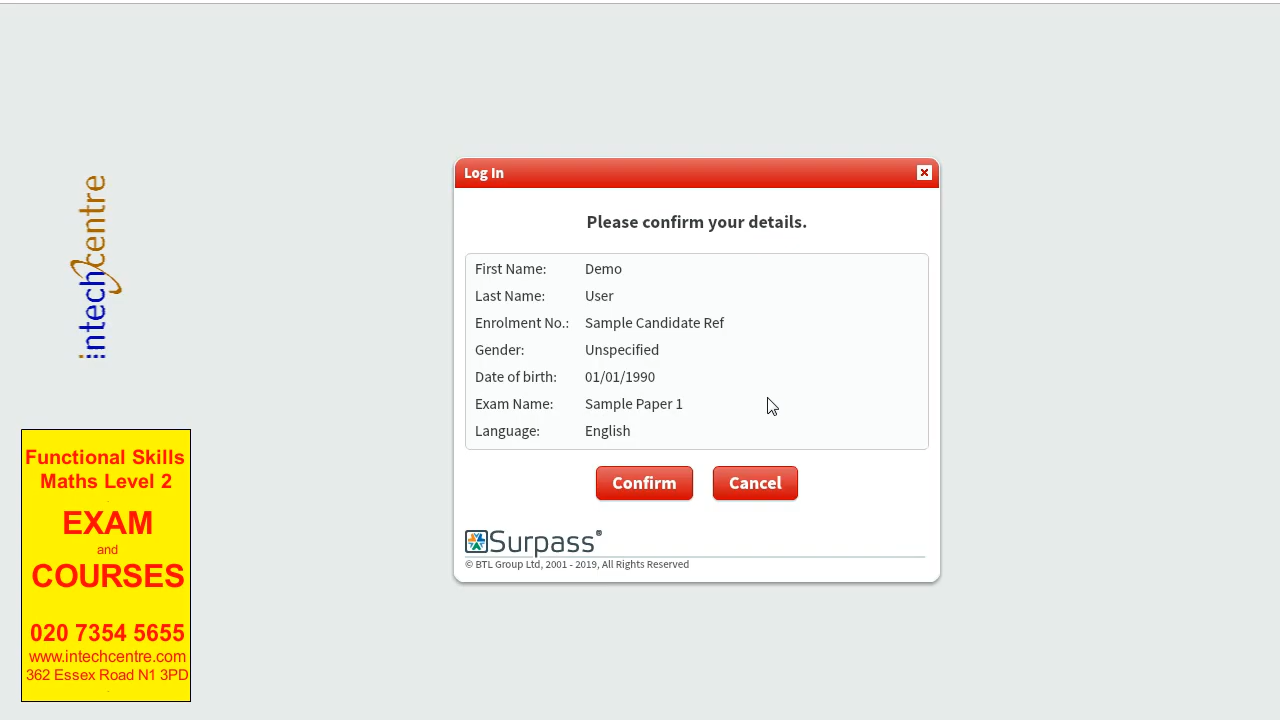 Log In
Please confirm your details.
First Name: Demo
Last Name: User
Enrolment No.: Sample Candidate Ref
Gender: Unspecified
Date of birth: 01/01/1990
Exam Name: Sample Paper 1
Language: English
Confirm Cancel
Surpass®
© BTL Group Ltd, 2001 - 2019, All Rights Reserved
intechcentre
Functional Skills
Maths Level 2
EXAM
and
COURSES
020 7354 5655
www.intechcentre.com
362 Essex Road N1 3PD